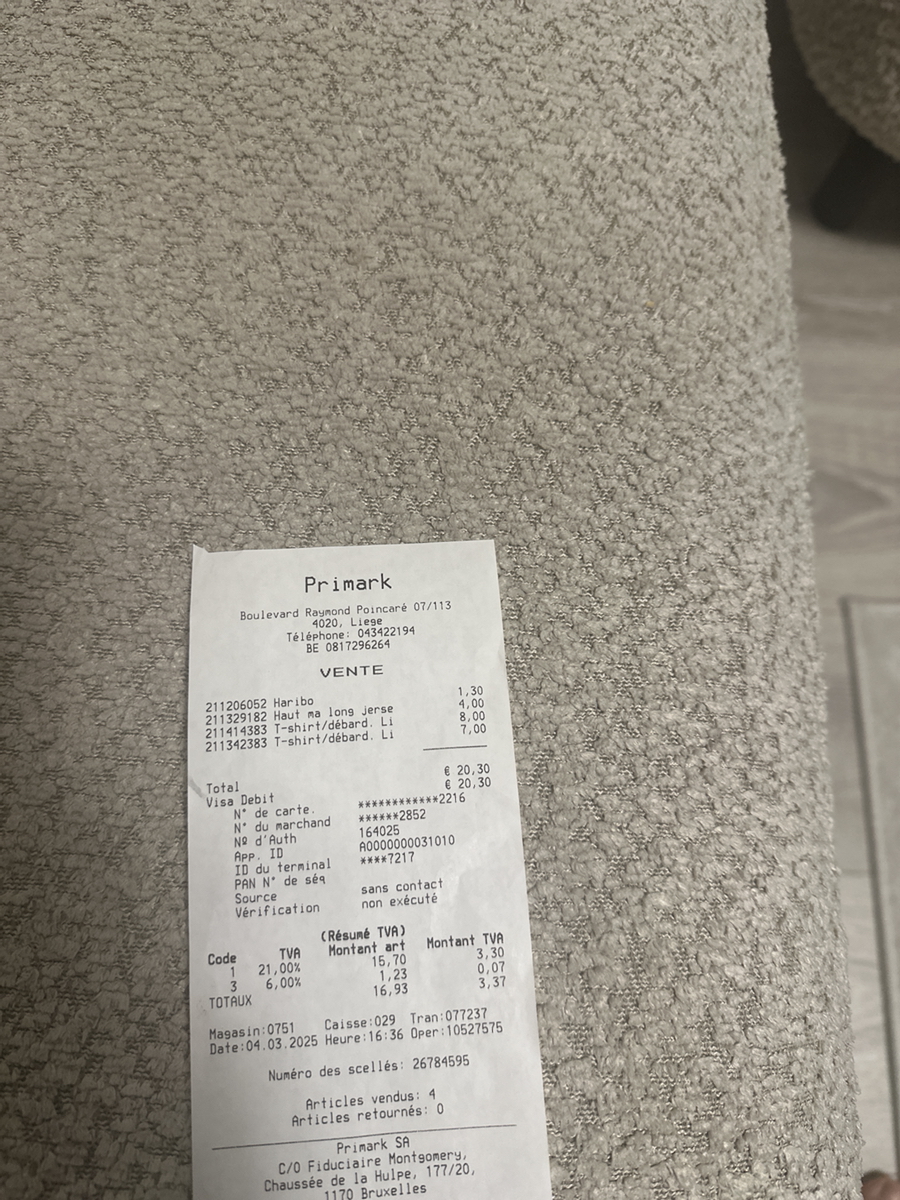 Primark
Boulevard Raymond Poincaré 07/113
4020, Liege
Téléphone: 043422194
BE 0817296264
VENTE
211206052 Haribo 1,30
211329182 Haut ma long Jerse 4,00
211414383 T-shirt/débard. Li 8,00
211342383 T-shirt/débard. Li 7,00
Total € 20,30
Visa Debit € 20,30
N° de carte. ************2216
N° du marchand ******2852
Nº d'Auth 164025
App. ID A0000000031010
ID du terminal ****7217
PAN N° de séq
Source sans contact
Vérification non exécuté
(Résumé TVA)
Code TVA Montant art Montant TVA
1 21,00% 15,70 3,30
3 6,00% 1,23 0,07
TOTAUX 16,93 3,37
Magasin:0751 Caisse:029 Tran:077237
Date:04.03.2025 Heure:16:36 Oper:10527575
Numéro des scellés: 26784595
Articles vendus: 4
Articles retournés: 0
Primark SA
C/O Fiduciaire Montgomery,
Chaussée de la Hulpe, 177/20,
1170 Bruxelles